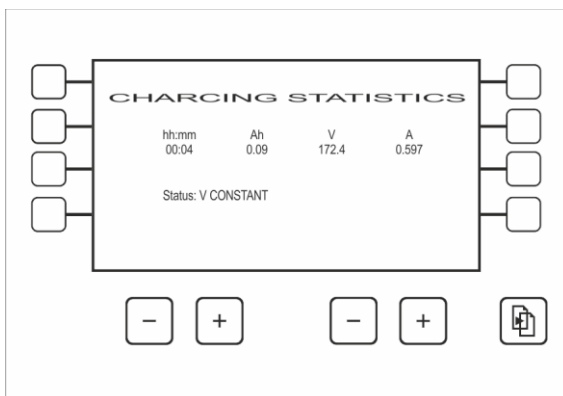 CHARCING STATISTICS
hh:mm Ah V A
00:04 0.09 172.4 0.597
Status: V CONSTANT
− + − +